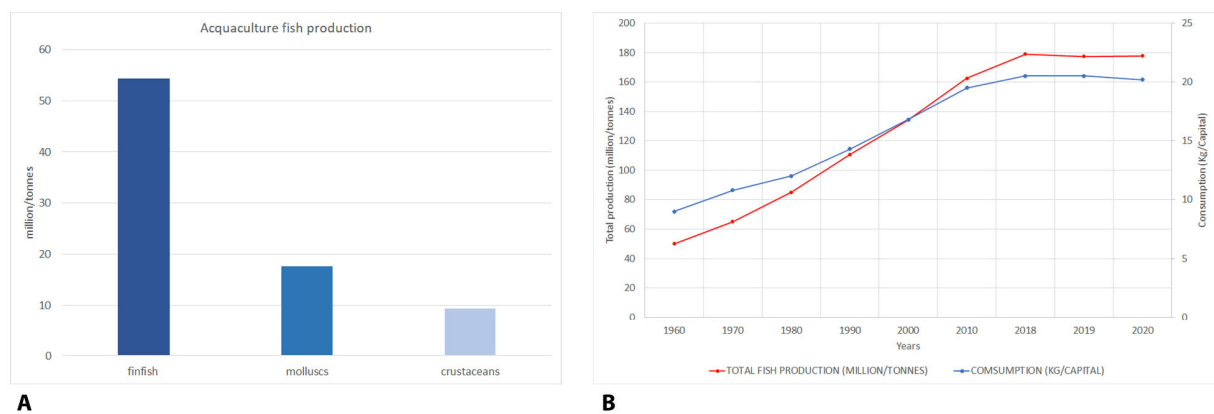 Acquaculture fish production
million/tonnes
60
50
40
30
20
10
0
finfish molluscs crustaceans
A
Total production (million/tonnes)
200
180
160
140
120
100
80
60
40
20
0
25
20
15
10
5
0
Consumption (Kg/Capital)
1960 1970 1980 1990 2000 2010 2018 2019 2020
Years
TOTAL FISH PRODUCTION (MILLION/TONNES) COMSUMPTION (KG/CAPITAL)
B